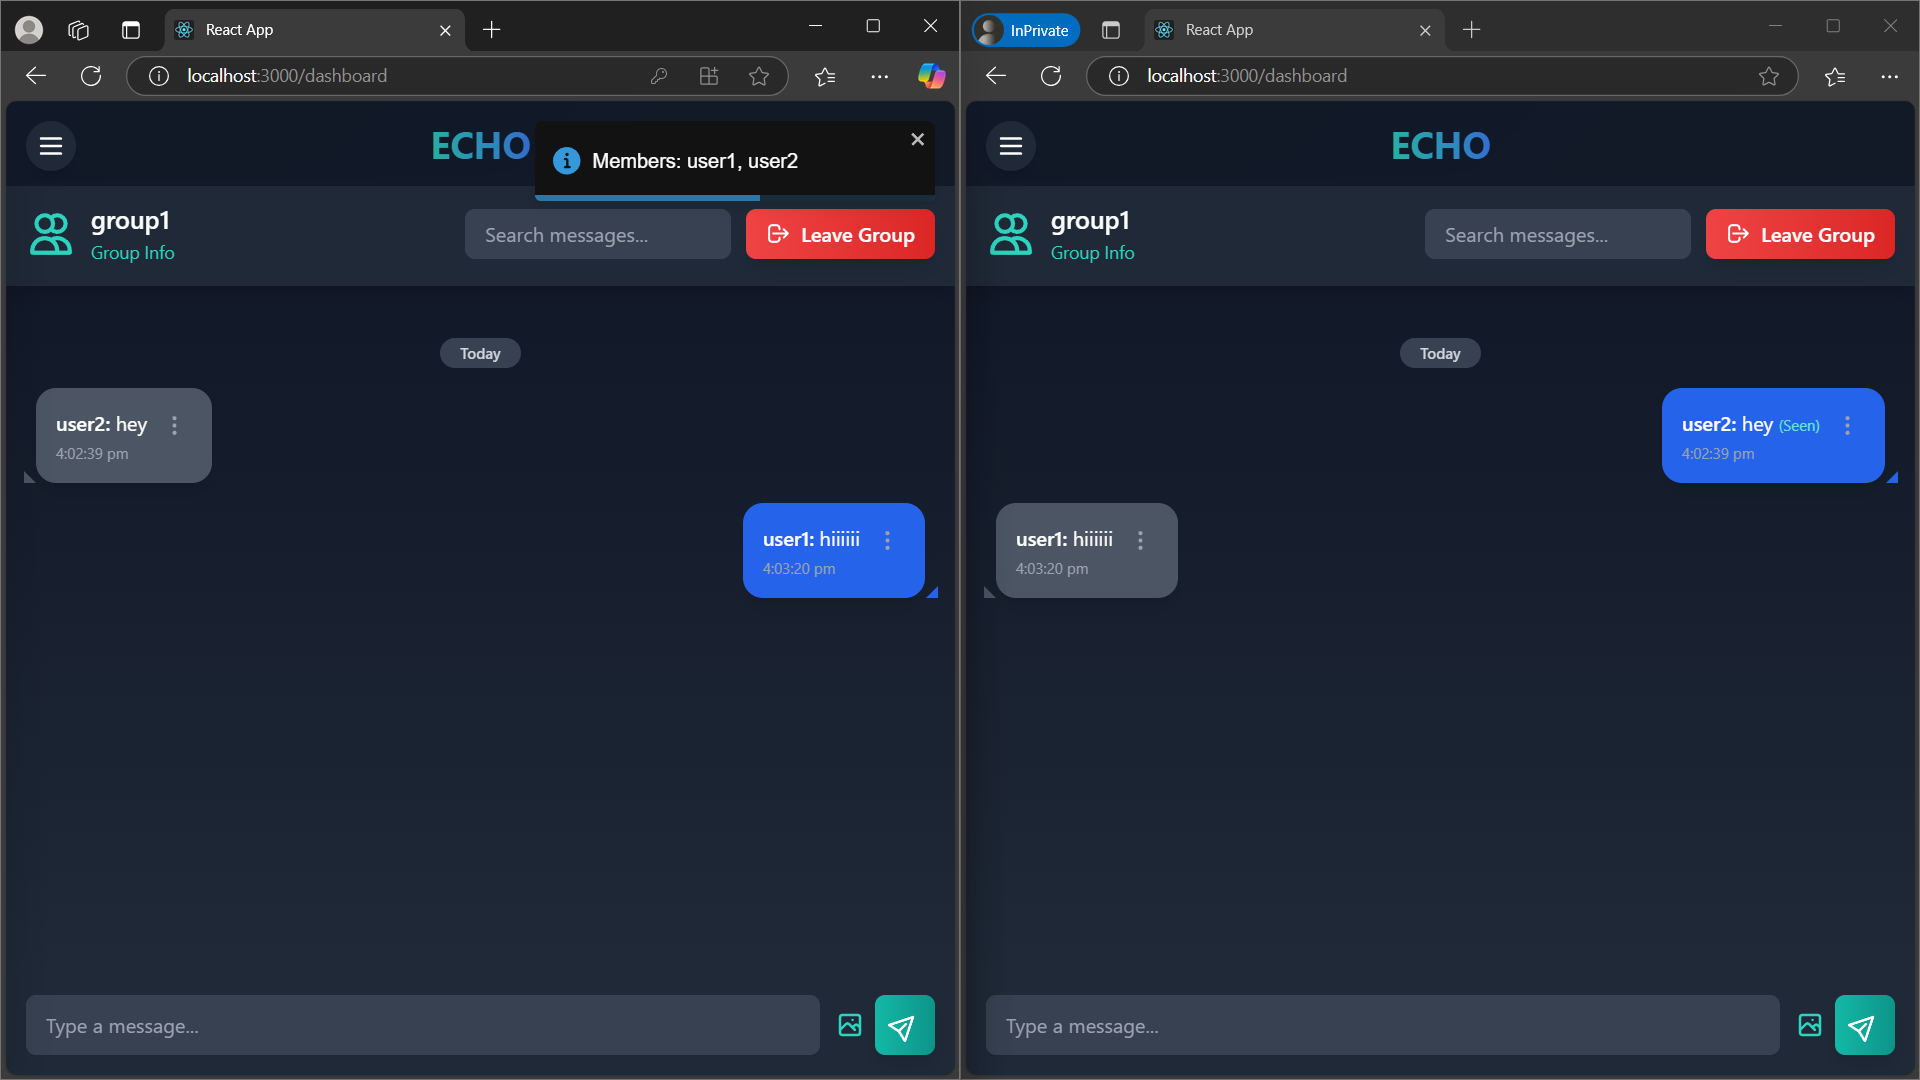 React App
localhost:3000/dashboard
ECHO
Members: user1, user2
group1
Group Info
Search messages...
Leave Group
Today
user2: hey
4:02:39 pm
user1: hiiiiii
4:03:20 pm
Type a message...
InPrivate
React App
localhost:3000/dashboard
ECHO
group1
Group Info
Search messages...
Leave Group
Today
user2: hey (Seen)
4:02:39 pm
user1: hiiiiii
4:03:20 pm
Type a message...